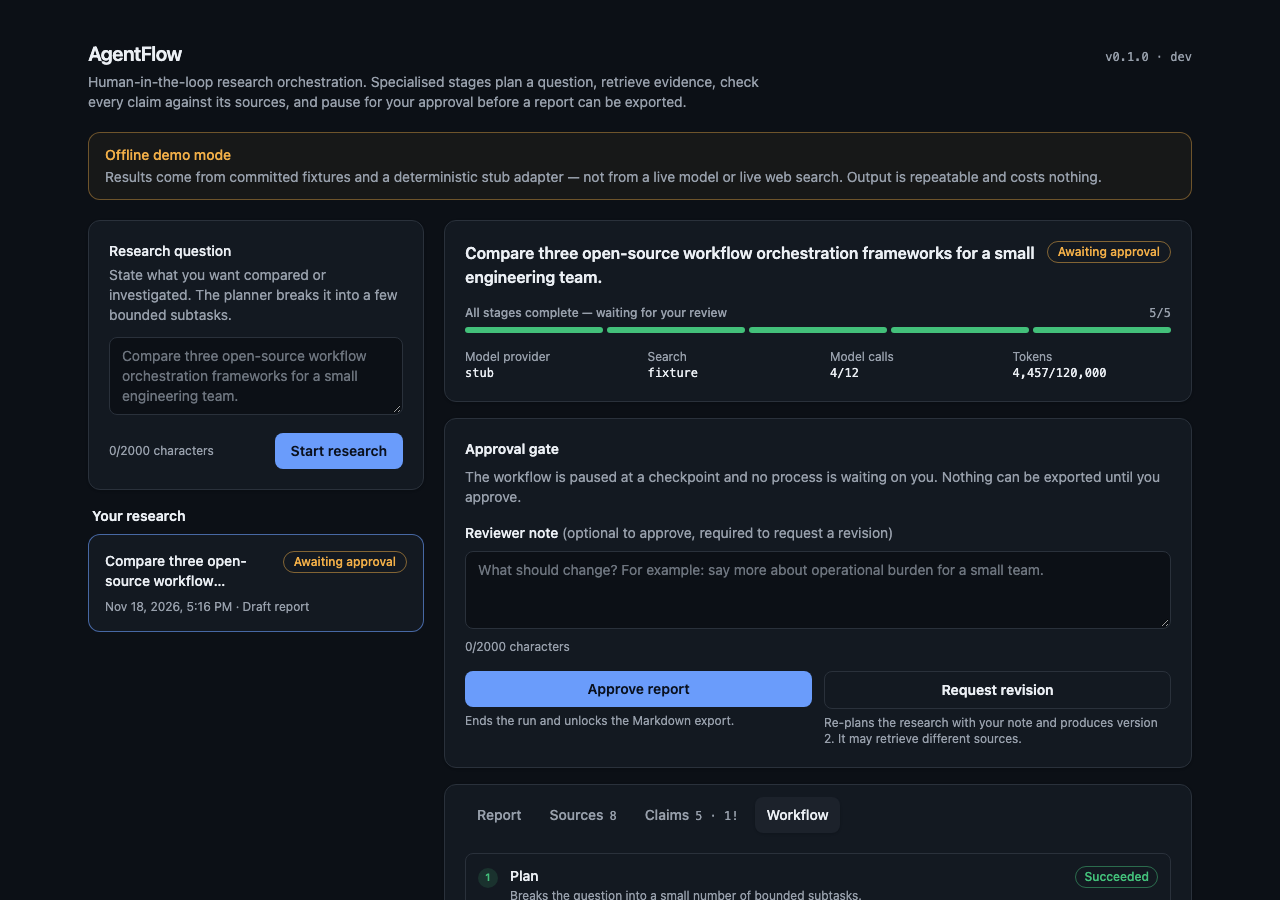 AgentFlow
v0.1.0 · dev
Human-in-the-loop research orchestration. Specialised stages plan a question, retrieve evidence, check
every claim against its sources, and pause for your approval before a report can be exported.
Offline demo mode
Results come from committed fixtures and a deterministic stub adapter — not from a live model or live web search. Output is repeatable and costs nothing.
Research question
State what you want compared or
investigated. The planner breaks it into a few
bounded subtasks.
Compare three open-source workflow
orchestration frameworks for a small
engineering team.
0/2000 characters
Start research
Your research
Compare three open-
source workflow...
Awaiting approval
Nov 18, 2026, 5:16 PM · Draft report
Compare three open-source workflow orchestration frameworks for a small
engineering team.
Awaiting approval
All stages complete — waiting for your review
5/5
Model provider
stub
Search
fixture
Model calls
4/12
Tokens
4,457/120,000
Approval gate
The workflow is paused at a checkpoint and no process is waiting on you. Nothing can be exported until you
approve.
Reviewer note (optional to approve, required to request a revision)
What should change? For example: say more about operational burden for a small team.
0/2000 characters
Approve report
Ends the run and unlocks the Markdown export.
Request revision
Re-plans the research with your note and produces version
2. It may retrieve different sources.
Report
Sources 8
Claims 5 · 1!
Workflow
1
Plan
Succeeded
Breaks the question into a small number of bounded subtasks.